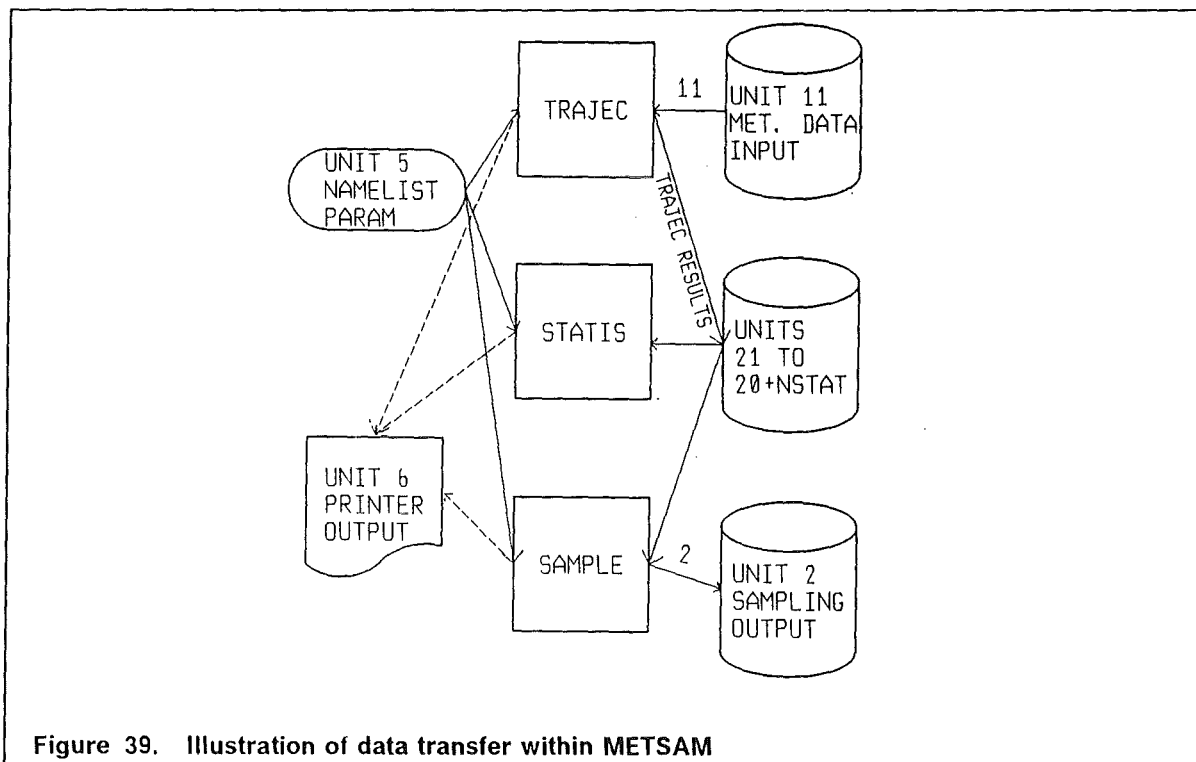 TRAJEC
11
UNIT 11
MET. DATA
INPUT
UNIT 5
NAMELIST
PARAM
TRAJEC RESULTS
STATIS
UNITS
21 TO
20+NSTAT
UNIT 6
PRINTER
OUTPUT
SAMPLE
2
UNIT 2
SAMPLING
OUTPUT
Figure 39. Illustration of data transfer within METSAM